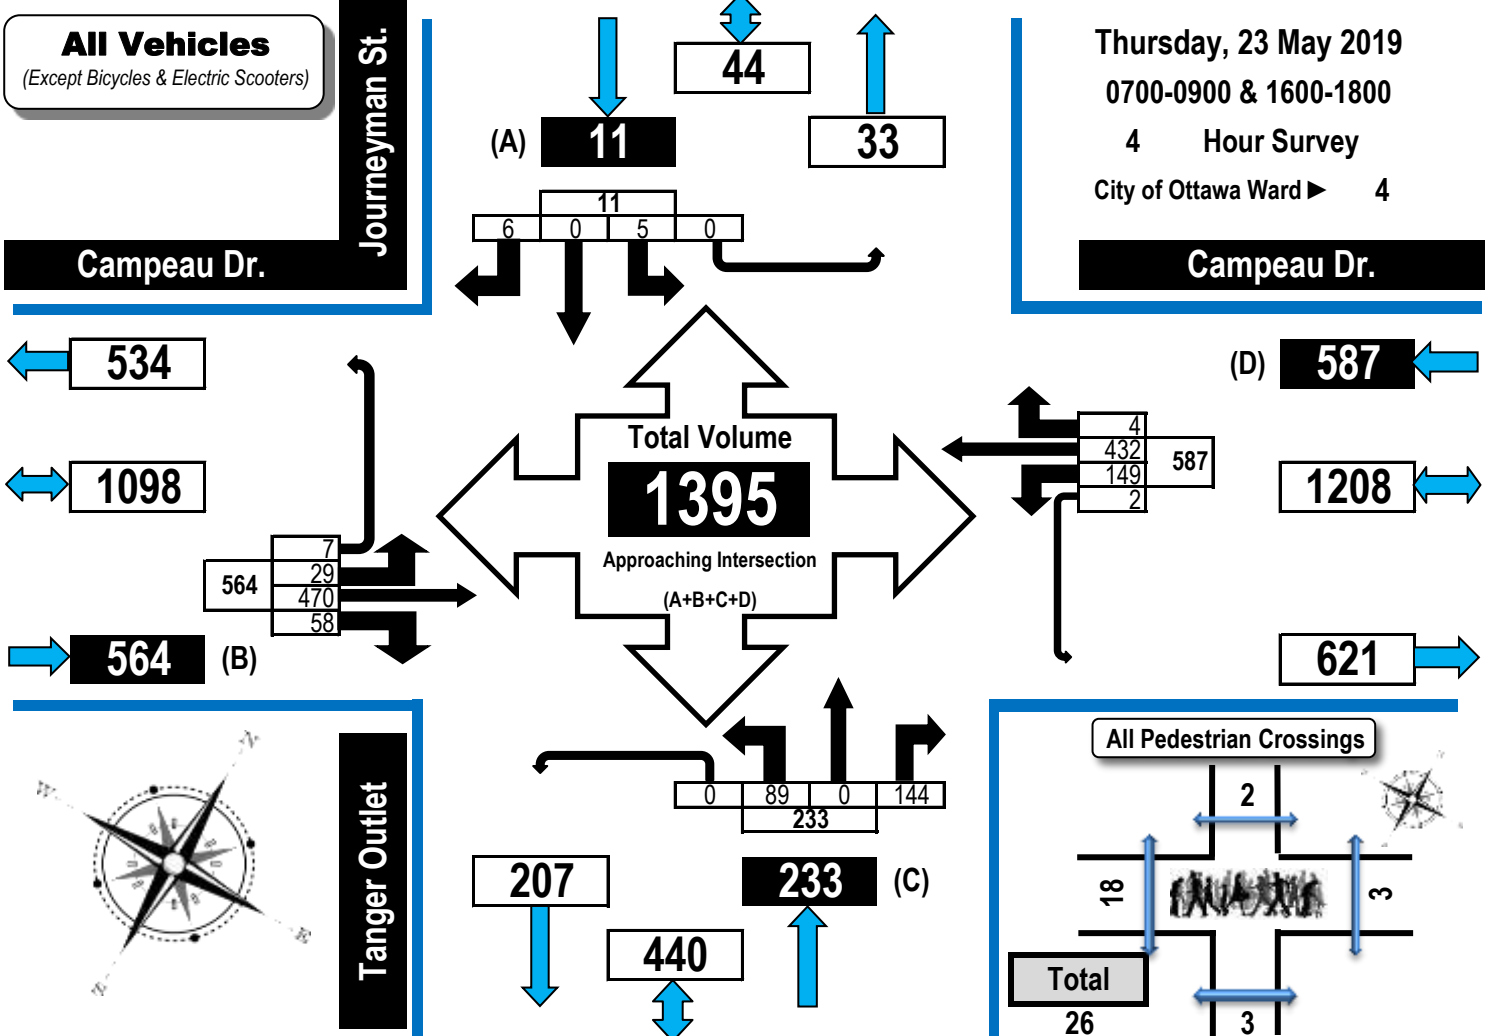 All Vehicles
(Except Bicycles & Electric Scooters)
Journeyman St.
Campeau Dr.
44
(A) 11
33
11
6 0 5 0
Thursday, 23 May 2019
0700-0900 & 1600-1800
4 Hour Survey
City of Ottawa Ward ► 4
Campeau Dr.
534
1098
7
29
470
58
564
564 (B)
Total Volume
1395
Approaching Intersection
(A+B+C+D)
(D) 587
4
432
149
2
587
1208
621
Tanger Outlet
N
W
E
S
0 89 0 144
233
207
233 (C)
440
All Pedestrian Crossings
2
18
3
Total
26
3